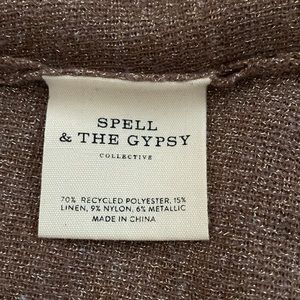 SPELL
& THE GYPSY
COLLECTIVE
70% RECYCLED POLYESTER, 15%
LINEN, 9% NYLON, 6% METALLIC
MADE IN CHINA